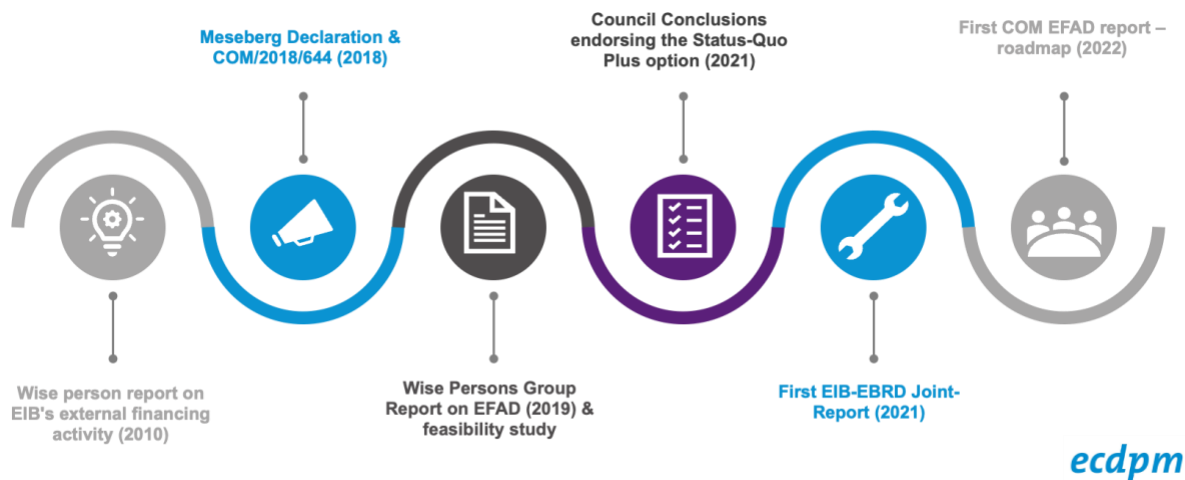 Meseberg Declaration &
COM/2018/644 (2018)
Council Conclusions
endorsing the Status-Quo
Plus option (2021)
First COM EFAD report –
roadmap (2022)
Wise person report on
EIB's external financing
activity (2010)
Wise Persons Group
Report on EFAD (2019) &
feasibility study
First EIB-EBRD Joint-
Report (2021)
ecdpm